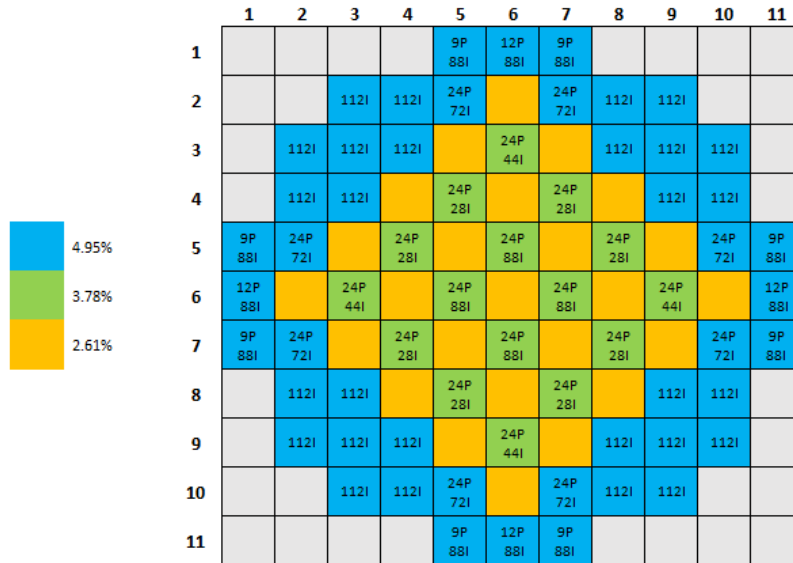 1 2 3 4 5 6 7 8 9 10 11
1 9P 12P 9P
88I 88I 88I
2 112I 112I 24P 24P 112I 112I
72I 72I
3 112I 112I 112I 24P 112I 112I 112I
44I
4 112I 112I 24P 24P 112I 112I
28I 28I
4.95%
5 9P 24P 24P 24P 24P 24P 9P
88I 72I 28I 88I 28I 72I 88I
3.78%
6 12P 24P 24P 24P 24P 12P
88I 44I 88I 88I 44I 88I
2.61%
7 9P 24P 24P 24P 24P 24P 9P
88I 72I 28I 88I 28I 72I 88I
8 112I 112I 24P 24P 112I 112I
28I 28I
9 112I 112I 112I 24P 112I 112I 112I
44I
10 112I 112I 24P 24P 112I 112I
72I 72I
11 9P 12P 9P
88I 88I 88I